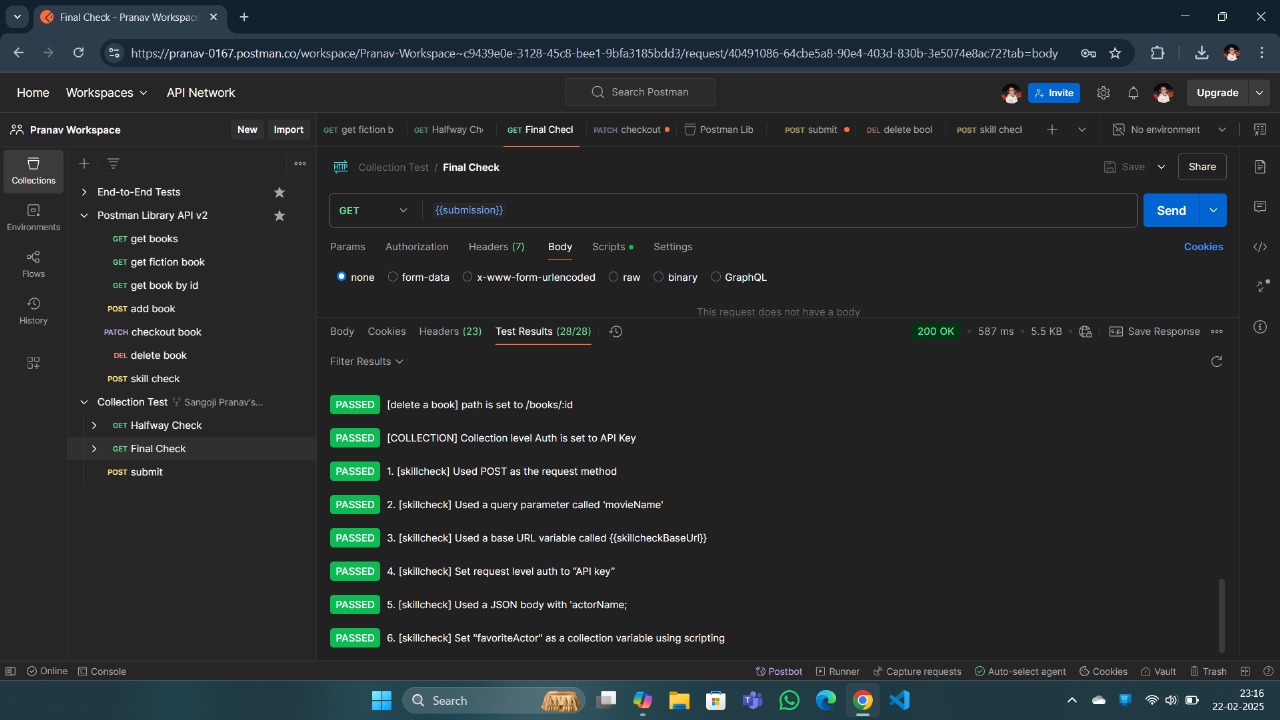 Final Check - Pranav Workspace
https://pranav-0167.postman.co/workspace/Pranav-Workspace~c9439e0e-3128-45c8-bee1-9bfa3185bdd3/request/40491086-64cbe5a8-90e4-403d-830b-3e5074e8ac72?tab=body
Home Workspaces API Network Search Postman Invite Upgrade
Pranav Workspace New Import
GET get fiction b GET Halfway Ch GET Final Checl PATCH checkout Postman Lib POST submit DEL delete bool POST skill checl No environment
Collections
Environments
Flows
History
End-to-End Tests
Postman Library API v2
GET get books
GET get fiction book
GET get book by id
POST add book
PATCH checkout book
DEL delete book
POST skill check
Collection Test Sangoji Pranav's...
GET Halfway Check
GET Final Check
POST submit
HTTP Collection Test / Final Check Save Share
GET {{submission}} Send
Params Authorization Headers (7) Body Scripts Settings Cookies
none form-data x-www-form-urlencoded raw binary GraphQL
This request does not have a body
Body Cookies Headers (23) Test Results (28/28) 200 OK 587 ms 5.5 KB Save Response
Filter Results
PASSED [delete a book] path is set to /books/:id
PASSED [COLLECTION] Collection level Auth is set to API Key
PASSED 1. [skillcheck] Used POST as the request method
PASSED 2. [skillcheck] Used a query parameter called 'movieName'
PASSED 3. [skillcheck] Used a base URL variable called {{skillcheckBaseUrl}}
PASSED 4. [skillcheck] Set request level auth to “API key”
PASSED 5. [skillcheck] Used a JSON body with 'actorName;
PASSED 6. [skillcheck] Set "favoriteActor" as a collection variable using scripting
Online Console Postbot Runner Capture requests Auto-select agent Cookies Vault Trash
Search
23:16
22-02-2025